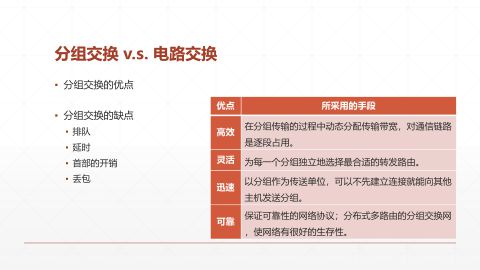 分组交换 v.s. 电路交换
分组交换的优点
分组交换的缺点
排队
延时
首部的开销
丢包
优点 所采用的手段
高效 在分组传输的过程中动态分配传输带宽，对通信链路
是逐段占用。
灵活 为每一个分组独立地选择最合适的转发路由。
迅速 以分组作为传送单位，可以不先建立连接就能向其他
主机发送分组。
可靠 保证可靠性的网络协议；分布式多路由的分组交换网
，使网络有很好的生存性。